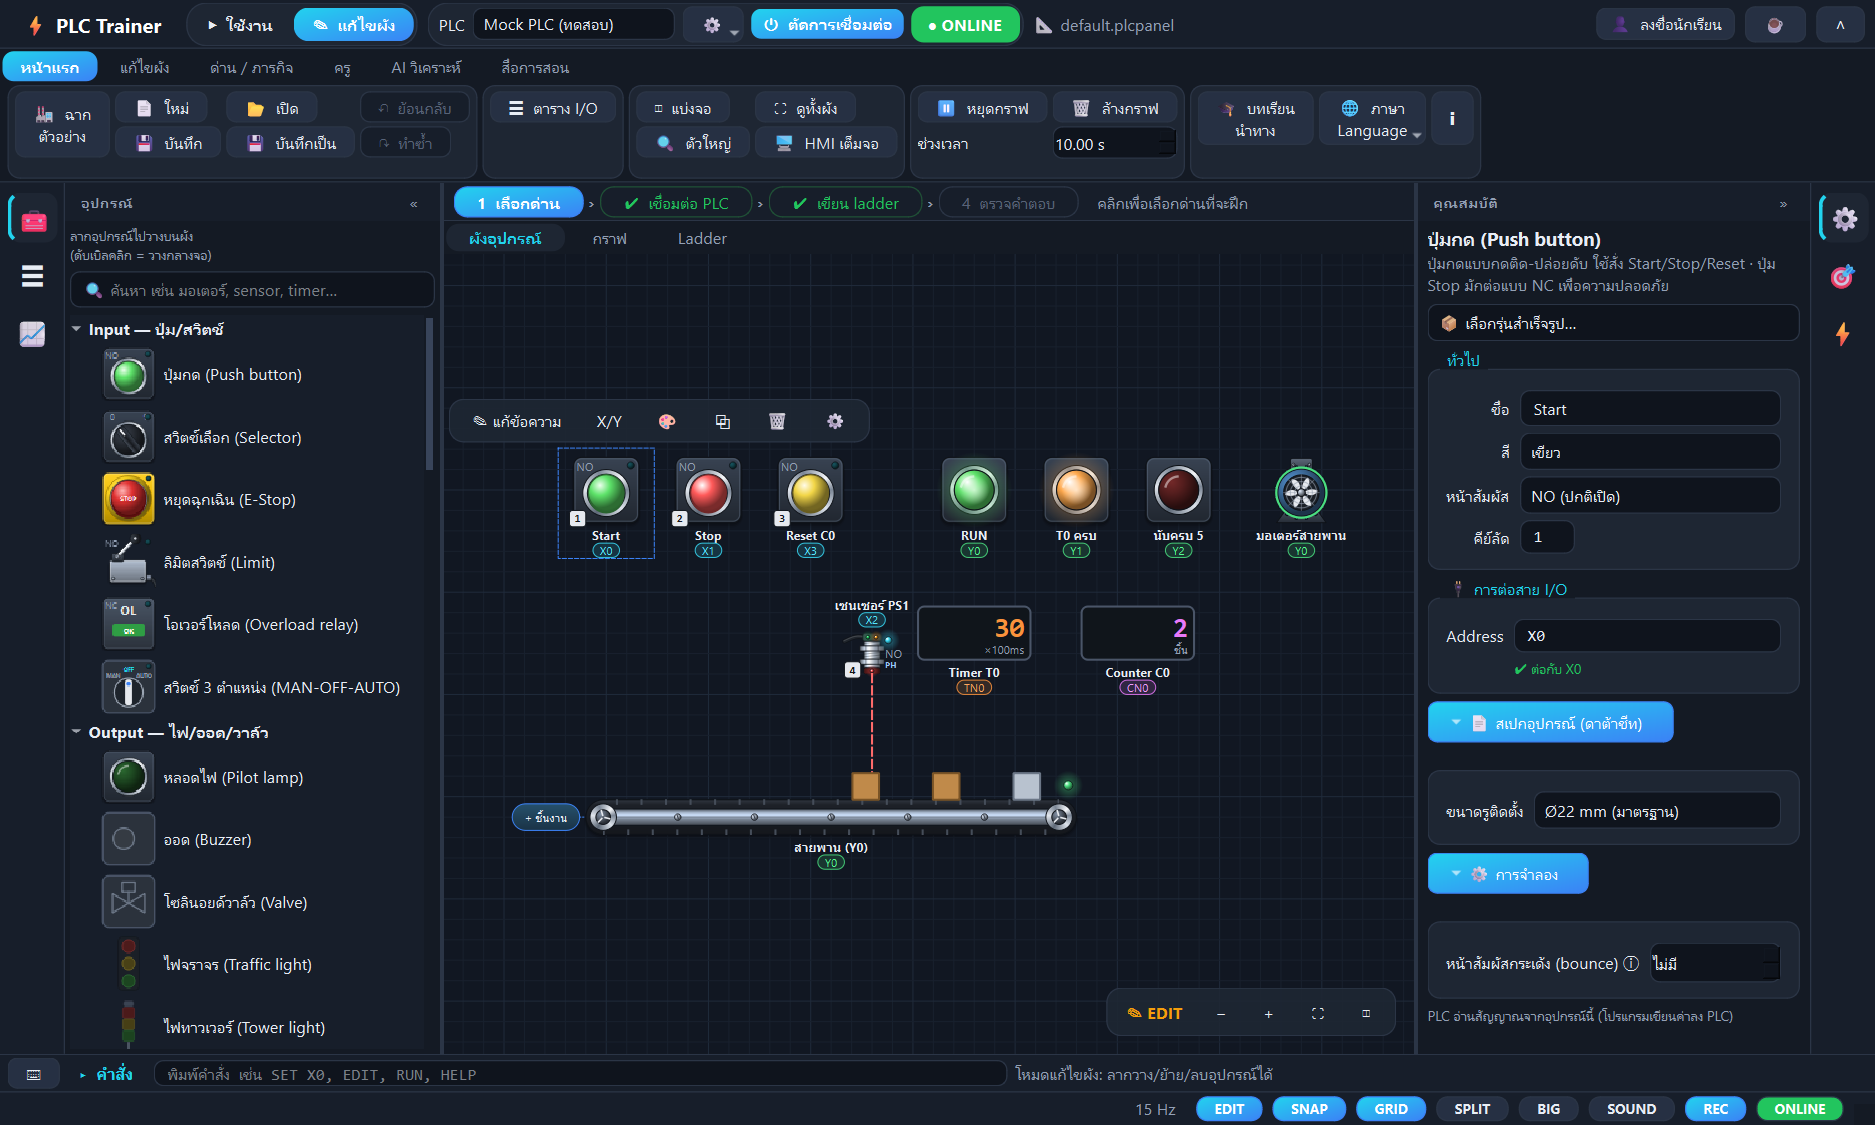 PLC Trainer
ใช้งาน
แก้ไขผัง
PLC
Mock PLC (ทดสอบ)
ตัดการเชื่อมต่อ
● ONLINE
default.plcpanel
ลงชื่อนักเรียน
หน้าแรก
แก้ไขผัง
ด่าน / ภารกิจ
ครู
AI วิเคราะห์
สื่อการสอน
ฉาก
ตัวอย่าง
ใหม่
เปิด
ย้อนกลับ
บันทึก
บันทึกเป็น
ทำซ้ำ
ตาราง I/O
แบ่งจอ
ดูทั้งผัง
ตัวใหญ่
HMI เต็มจอ
หยุดกราฟ
ล้างกราฟ
ช่วงเวลา
10.00 s
บทเรียน
นำทาง
ภาษา
Language
i
อุปกรณ์
«
ลากอุปกรณ์ไปวางบนผัง
(ดับเบิลคลิก = วางกลางจอ)
ค้นหา เช่น มอเตอร์, sensor, timer...
Input — ปุ่ม/สวิตช์
NO
ปุ่มกด (Push button)
สวิตช์เลือก (Selector)
STOP
หยุดฉุกเฉิน (E-Stop)
NO
ลิมิตสวิตช์ (Limit)
NC
OL
โอเวอร์โหลด (Overload relay)
MAN OFF AUTO
สวิตช์ 3 ตำแหน่ง (MAN-OFF-AUTO)
Output — ไฟ/ออด/วาล์ว
หลอดไฟ (Pilot lamp)
ออด (Buzzer)
โซลินอยด์วาล์ว (Valve)
ไฟจราจร (Traffic light)
ไฟทาวเวอร์ (Tower light)
1 เลือกด่าน
›
✔ เชื่อมต่อ PLC
›
✔ เขียน ladder
›
4 ตรวจคำตอบ
คลิกเพื่อเลือกด่านที่จะฝึก
ผังอุปกรณ์
กราฟ
Ladder
แก้ข้อความ
X/Y
NO
1
Start
X0
NO
2
Stop
X1
NO
3
Reset C0
X3
RUN
Y0
T0 ครบ
Y1
นับครบ 5
Y2
มอเตอร์สายพาน
Y0
เซนเซอร์ PS1
X2
NO
PH
4
30
×100ms
Timer T0
TN0
2
ชิ้น
Counter C0
CN0
+ ชิ้นงาน
สายพาน (Y0)
Y0
EDIT
−
+
คุณสมบัติ
»
ปุ่มกด (Push button)
ปุ่มกดแบบกดติด-ปล่อยดับ ใช้สั่ง Start/Stop/Reset · ปุ่ม
Stop มักต่อแบบ NC เพื่อความปลอดภัย
เลือกรุ่นสำเร็จรูป...
ทั่วไป
ชื่อ
Start
สี
เขียว
หน้าสัมผัส
NO (ปกติเปิด)
คีย์ลัด
1
การต่อสาย I/O
Address
X0
✔ ต่อกับ X0
สเปกอุปกรณ์ (ดาต้าชีท)
ขนาดรูติดตั้ง
Ø22 mm (มาตรฐาน)
การจำลอง
หน้าสัมผัสกระเด้ง (bounce) ⓘ
ไม่มี
PLC อ่านสัญญาณจากอุปกรณ์นี้ (โปรแกรมเขียนค่าลง PLC)
คำสั่ง
พิมพ์คำสั่ง เช่น SET X0, EDIT, RUN, HELP
โหมดแก้ไขผัง: ลากวาง/ย้าย/ลบอุปกรณ์ได้
15 Hz
EDIT
SNAP
GRID
SPLIT
BIG
SOUND
REC
ONLINE